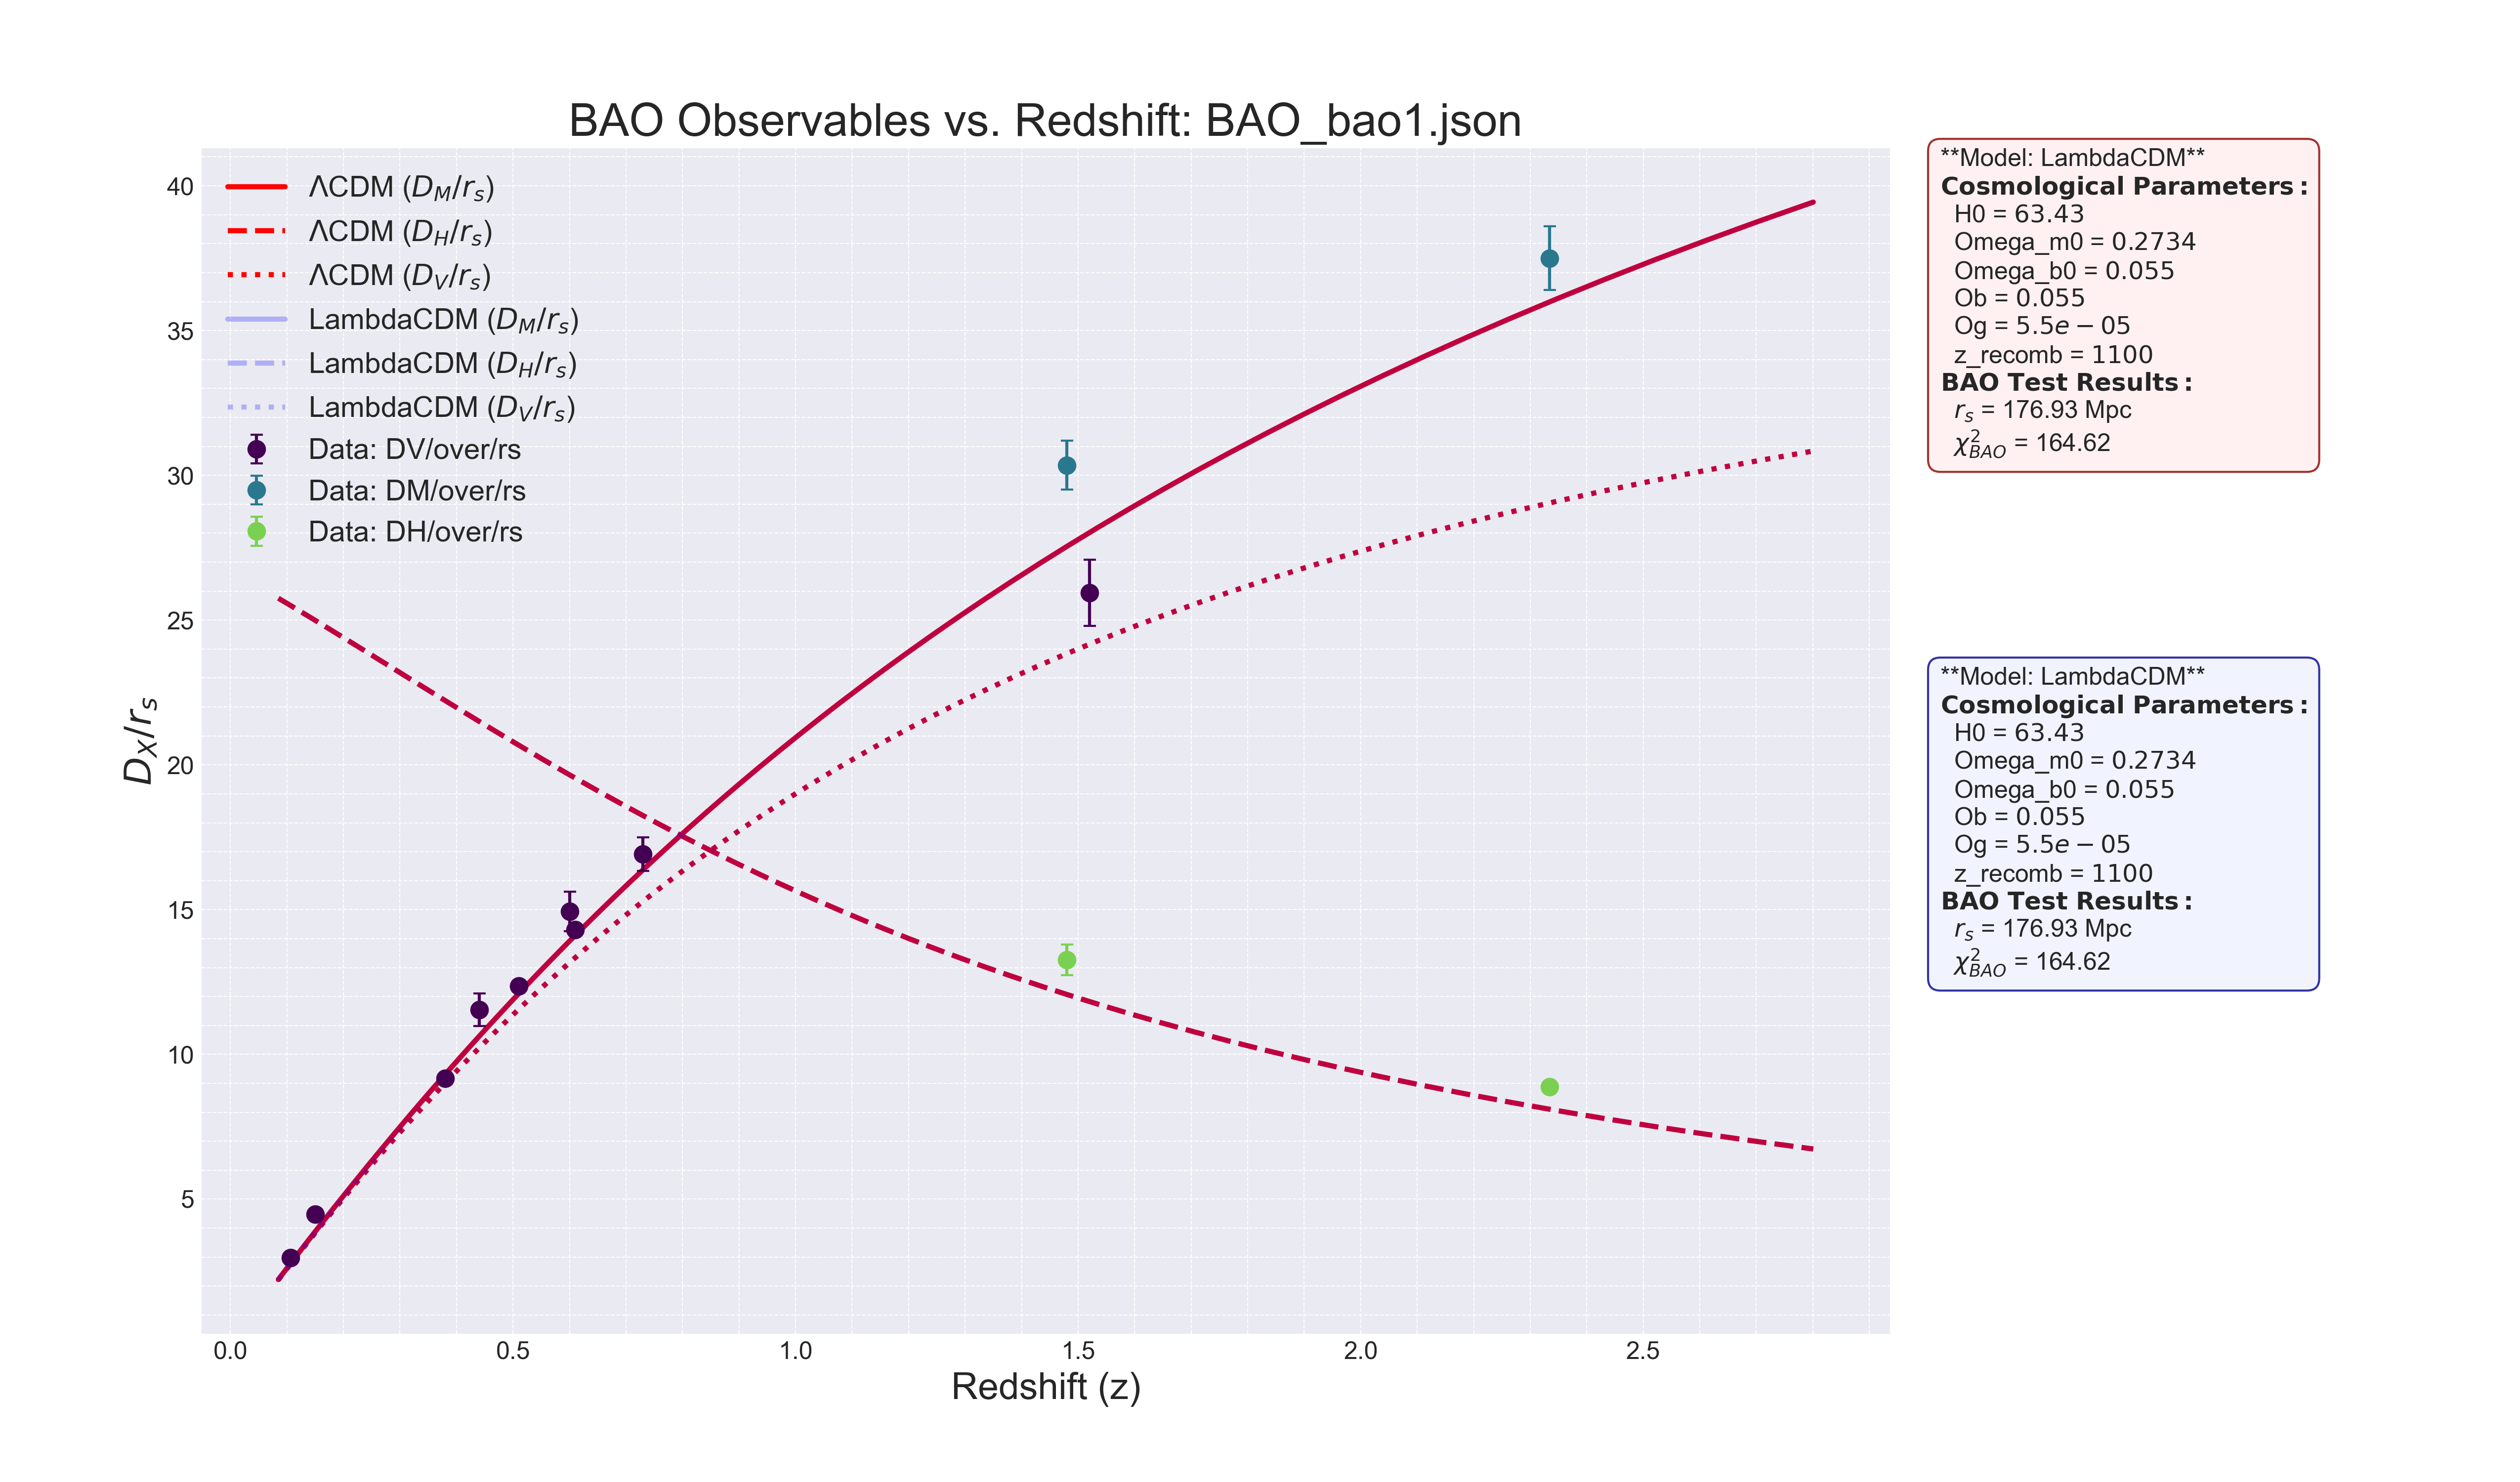 BAO Observables vs. Redshift: BAO_bao1.json
ΛCDM (D_M/r_s)
ΛCDM (D_H/r_s)
ΛCDM (D_V/r_s)
LambdaCDM (D_M/r_s)
LambdaCDM (D_H/r_s)
LambdaCDM (D_V/r_s)
Data: DV/over/rs
Data: DM/over/rs
Data: DH/over/rs
D_X/r_s
40
35
30
25
20
15
10
5
0.0 0.5 1.0 1.5 2.0 2.5
Redshift (z)
**Model: LambdaCDM**
Cosmological Parameters:
H0 = 63.43
Omega_m0 = 0.2734
Omega_b0 = 0.055
Ob = 0.055
Og = 5.5e − 05
z_recomb = 1100
BAO Test Results:
r_s = 176.93 Mpc
χ²_BAO = 164.62
**Model: LambdaCDM**
Cosmological Parameters:
H0 = 63.43
Omega_m0 = 0.2734
Omega_b0 = 0.055
Ob = 0.055
Og = 5.5e − 05
z_recomb = 1100
BAO Test Results:
r_s = 176.93 Mpc
χ²_BAO = 164.62